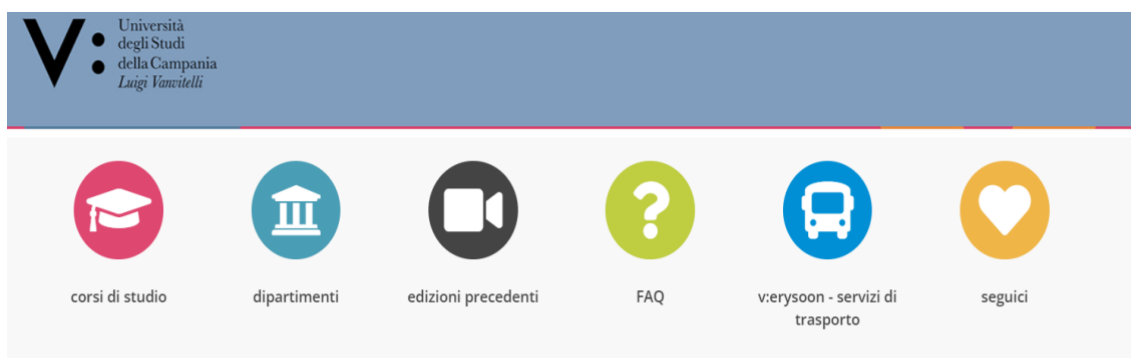 V:
Università
degli Studi
della Campania
Luigi Vanvitelli
corsi di studio
dipartimenti
edizioni precedenti
FAQ
v:erysoon - servizi di
trasporto
seguici